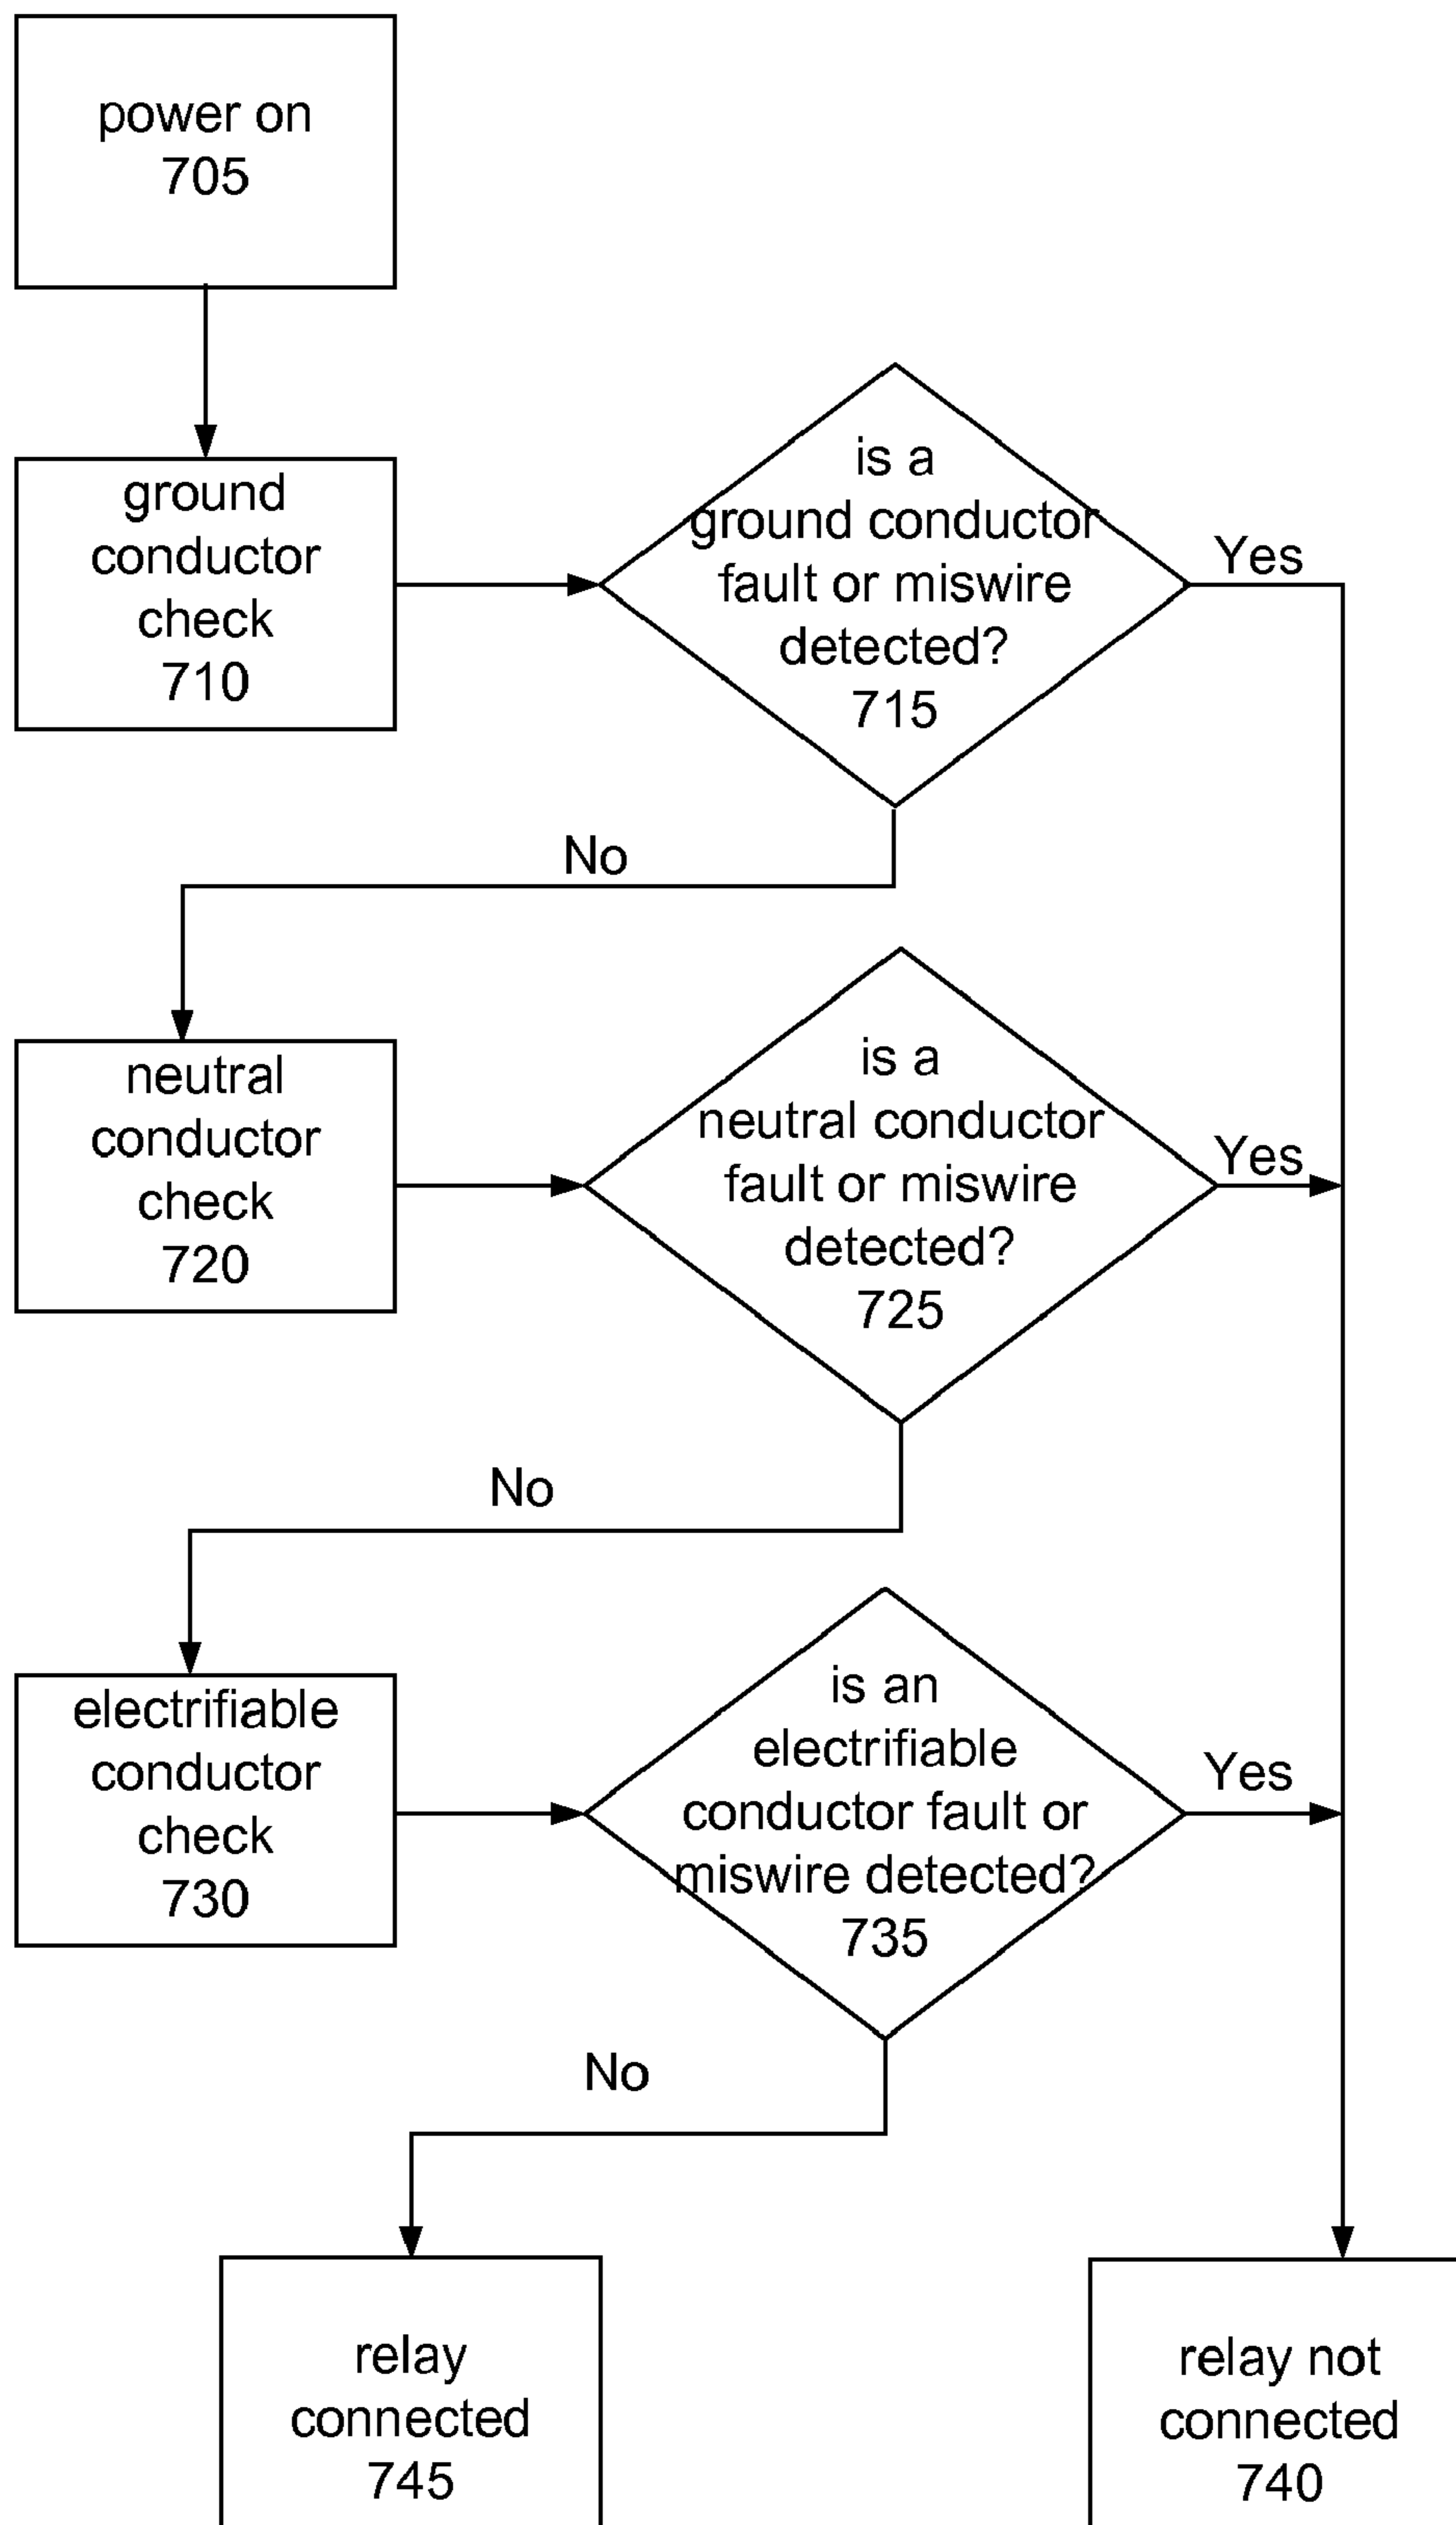 power on
705
ground
conductor
check
710
is a
ground conductor
fault or miswire
detected?
715
Yes
No
neutral
conductor
check
720
is a
neutral conductor
fault or miswire
detected?
725
Yes
No
electrifiable
conductor
check
730
is an
electrifiable
conductor fault or
miswire detected?
735
Yes
No
relay
connected
745
relay not
connected
740